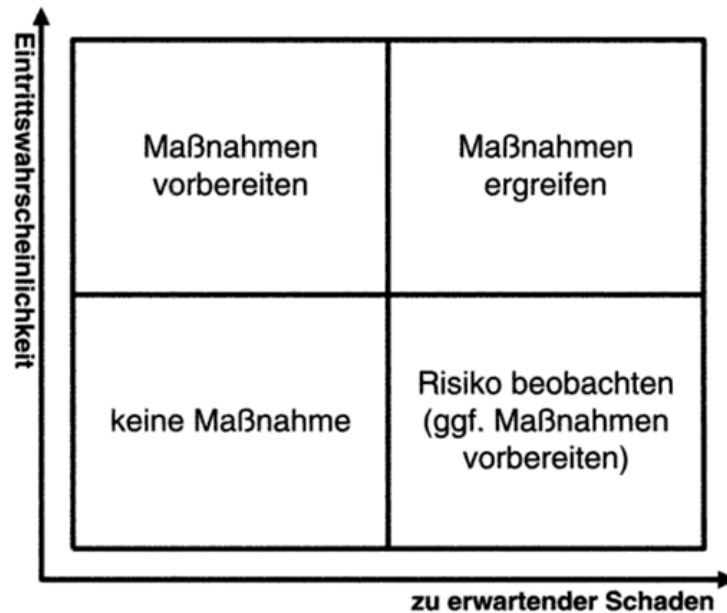 Eintrittswahrscheinlichkeit
Maßnahmen
vorbereiten
Maßnahmen
ergreifen
keine Maßnahme
Risiko beobachten
(ggf. Maßnahmen
vorbereiten)
zu erwartender Schaden